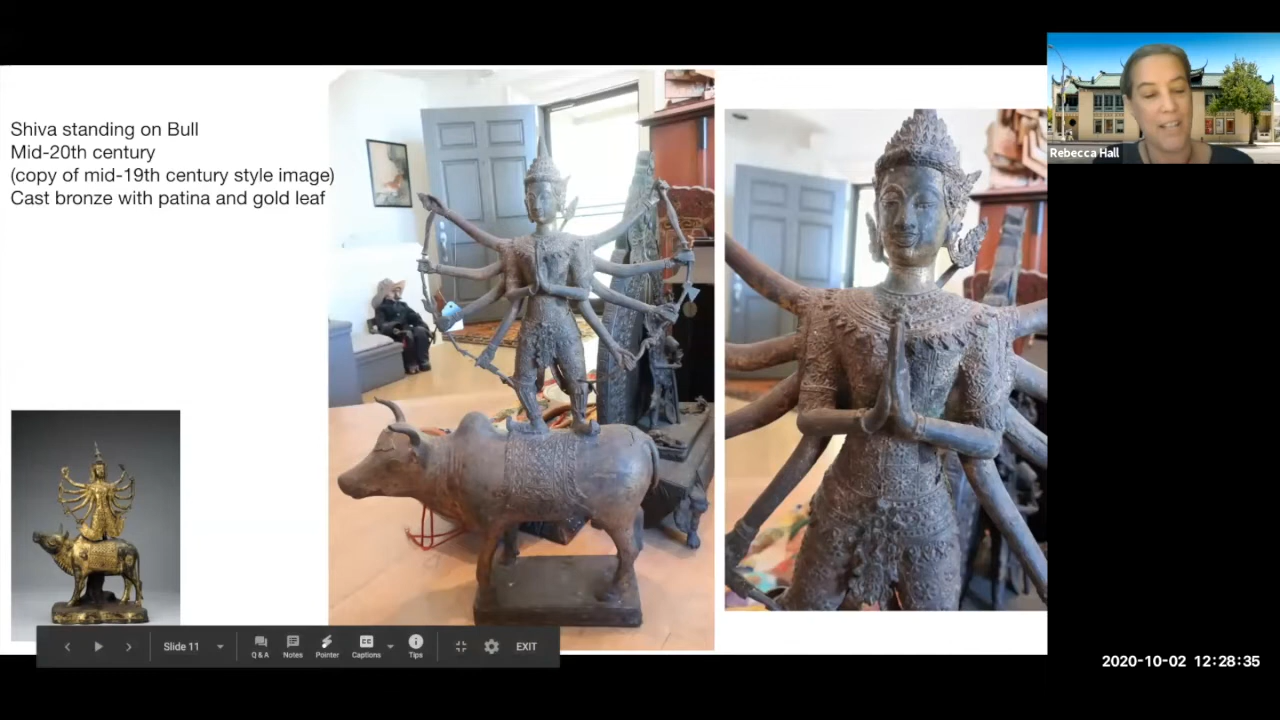 Shiva standing on Bull
Mid-20th century
(copy of mid-19th century style image)
Cast bronze with patina and gold leaf
Rebecca Hall
Slide 11
Q & A
Notes
Pointer
Captions
Tips
EXIT
2020-10-02 12:28:35